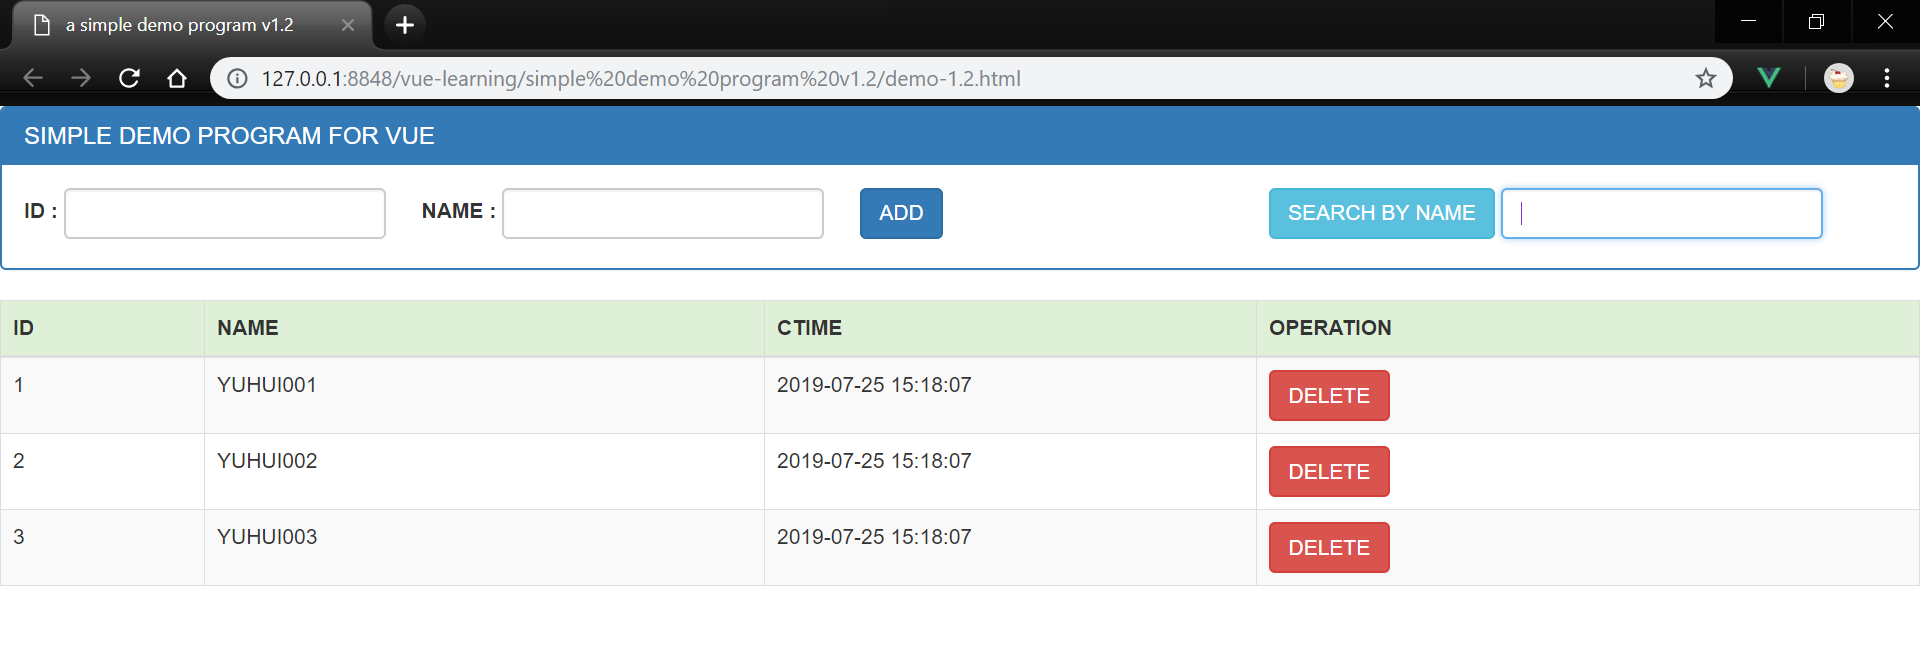 a simple demo program v1.2
127.0.0.1:8848/vue-learning/simple%20demo%20program%20v1.2/demo-1.2.html
SIMPLE DEMO PROGRAM FOR VUE
ID : NAME : ADD SEARCH BY NAME
ID NAME CTIME OPERATION
1 YUHUI001 2019-07-25 15:18:07 DELETE
2 YUHUI002 2019-07-25 15:18:07 DELETE
3 YUHUI003 2019-07-25 15:18:07 DELETE